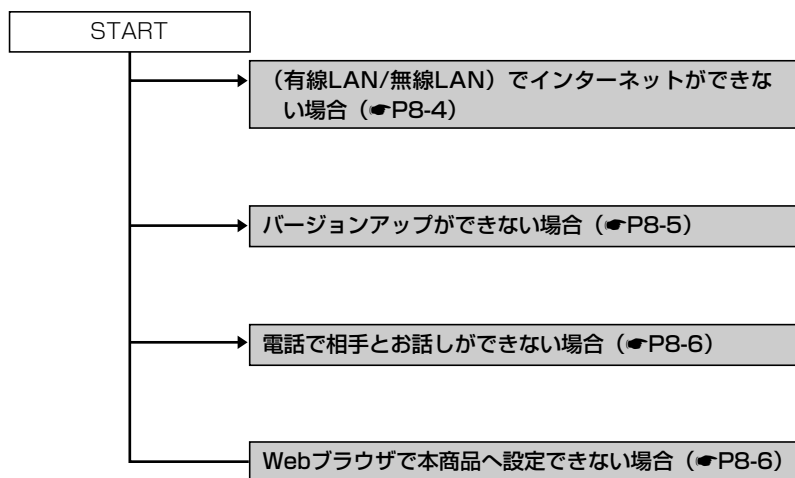 START
（有線LAN/無線LAN）でインターネットができな
い場合（☛P8-4）
バージョンアップができない場合（☛P8-5）
電話で相手とお話しができない場合（☛P8-6）
Webブラウザで本商品へ設定できない場合（☛P8-6）